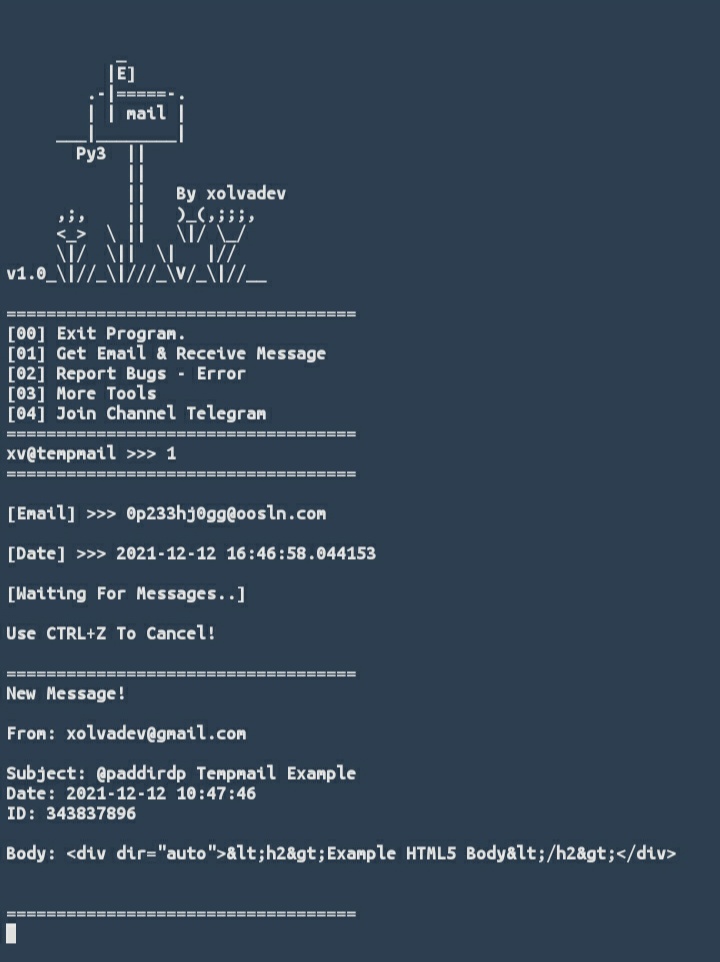 |E]
.-|=====-.
| | mail |
___|________|
Py3 ||
||
|| By xolvadev
,;, || )_(,;;;,
<_> \ || \|/ \_/
\|/ \|| \| |//
v1.0_\|//_\|///_\V/_\|//__
===================================
[00] Exit Program.
[01] Get Email & Receive Message
[02] Report Bugs - Error
[03] More Tools
[04] Join Channel Telegram
===================================
xv@tempmail >>> 1
===================================
[Email] >>> 0p233hj0gg@oosln.com
[Date] >>> 2021-12-12 16:46:58.044153
[Waiting For Messages..]
Use CTRL+Z To Cancel!
===================================
New Message!
From: xolvadev@gmail.com
Subject: @paddirdp Tempmail Example
Date: 2021-12-12 10:47:46
ID: 343837896
Body: <div dir="auto">&lt;h2&gt;Example HTML5 Body&lt;/h2&gt;</div>
===================================